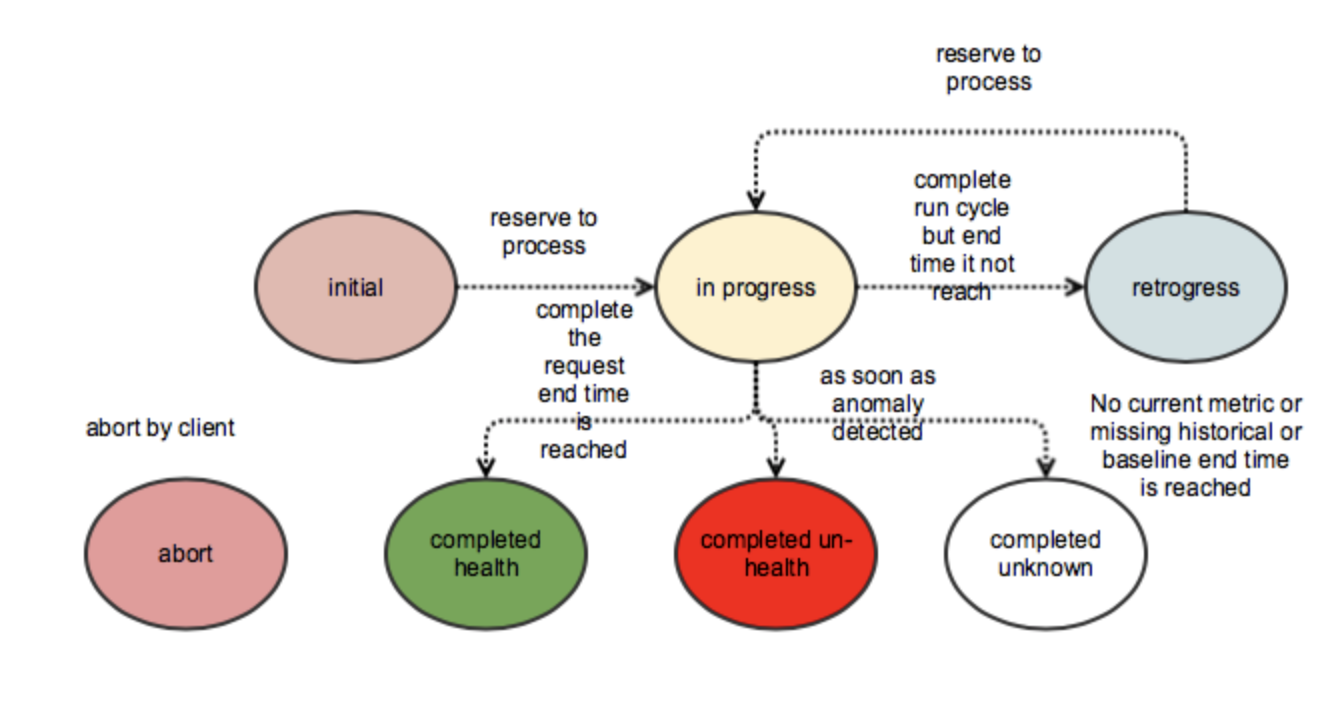 reserve to
process
complete
run cycle
but end
time it not
reach
reserve to
process
initial
in progress
retrogress
complete
the
request
end time
is
reached
as soon as
anomaly
detected
No current metric or
missing historical or
baseline end time
is reached
abort by client
abort
completed
health
completed un-
health
completed
unknown